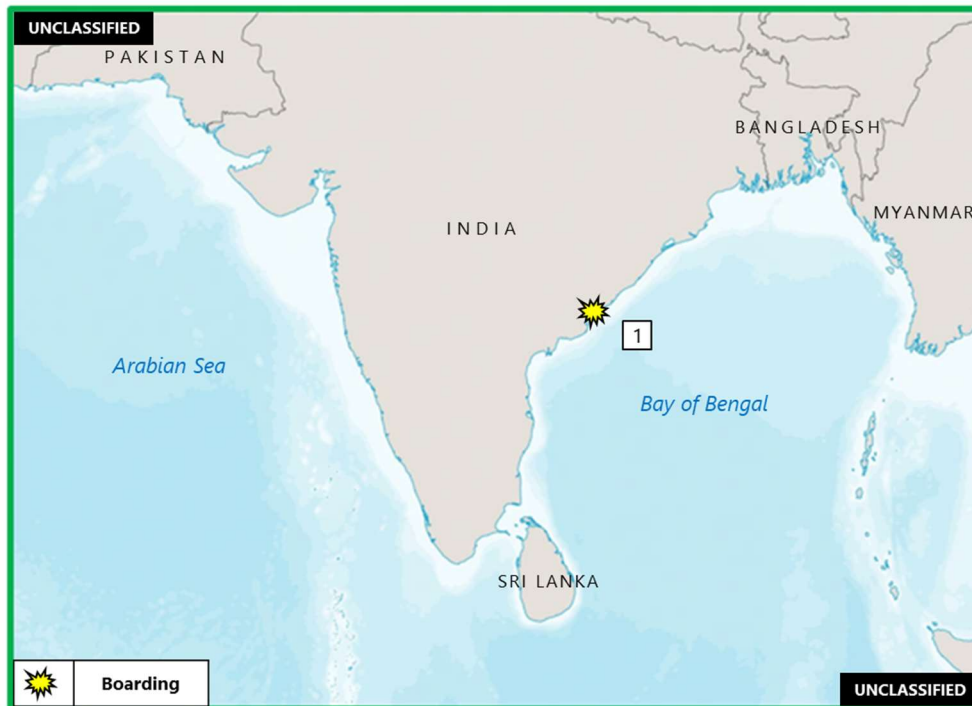 UNCLASSIFIED
PAKISTAN
BANGLADESH
MYANMAR
INDIA
1
Arabian Sea
Bay of Bengal
SRI LANKA
Boarding
UNCLASSIFIED